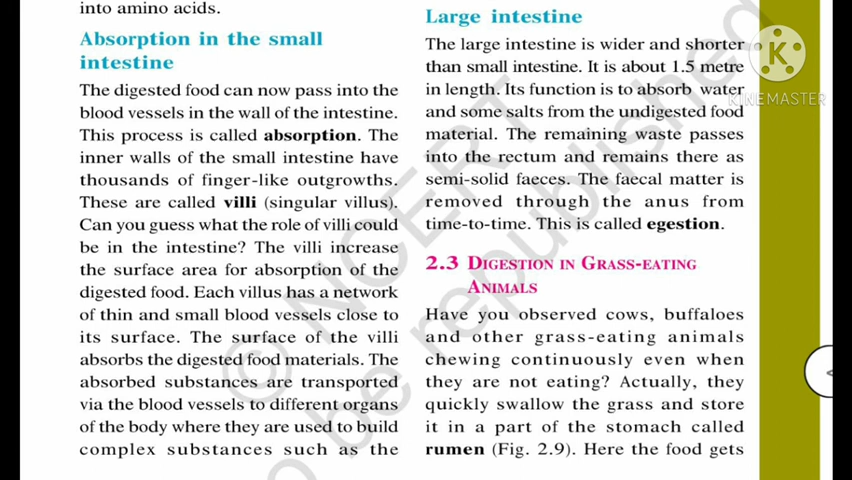 into amino acids.
Absorption in the small
intestine
The digested food can now pass into the
blood vessels in the wall of the intestine.
This process is called absorption. The
inner walls of the small intestine have
thousands of finger-like outgrowths.
These are called villi (singular villus).
Can you guess what the role of villi could
be in the intestine? The villi increase
the surface area for absorption of the
digested food. Each villus has a network
of thin and small blood vessels close to
its surface. The surface of the villi
absorbs the digested food materials. The
absorbed substances are transported
via the blood vessels to different organs
of the body where they are used to build
complex substances such as the
Large intestine
The large intestine is wider and shorter
than small intestine. It is about 1.5 metre
in length. Its function is to absorb water
and some salts from the undigested food
material. The remaining waste passes
into the rectum and remains there as
semi-solid faeces. The faecal matter is
removed through the anus from
time-to-time. This is called egestion.
2.3 DIGESTION IN GRASS-EATING
ANIMALS
Have you observed cows, buffaloes
and other grass-eating animals
chewing continuously even when
they are not eating? Actually, they
quickly swallow the grass and store
it in a part of the stomach called
rumen (Fig. 2.9). Here the food gets
© NCERT
be republished
K
KINEMASTER